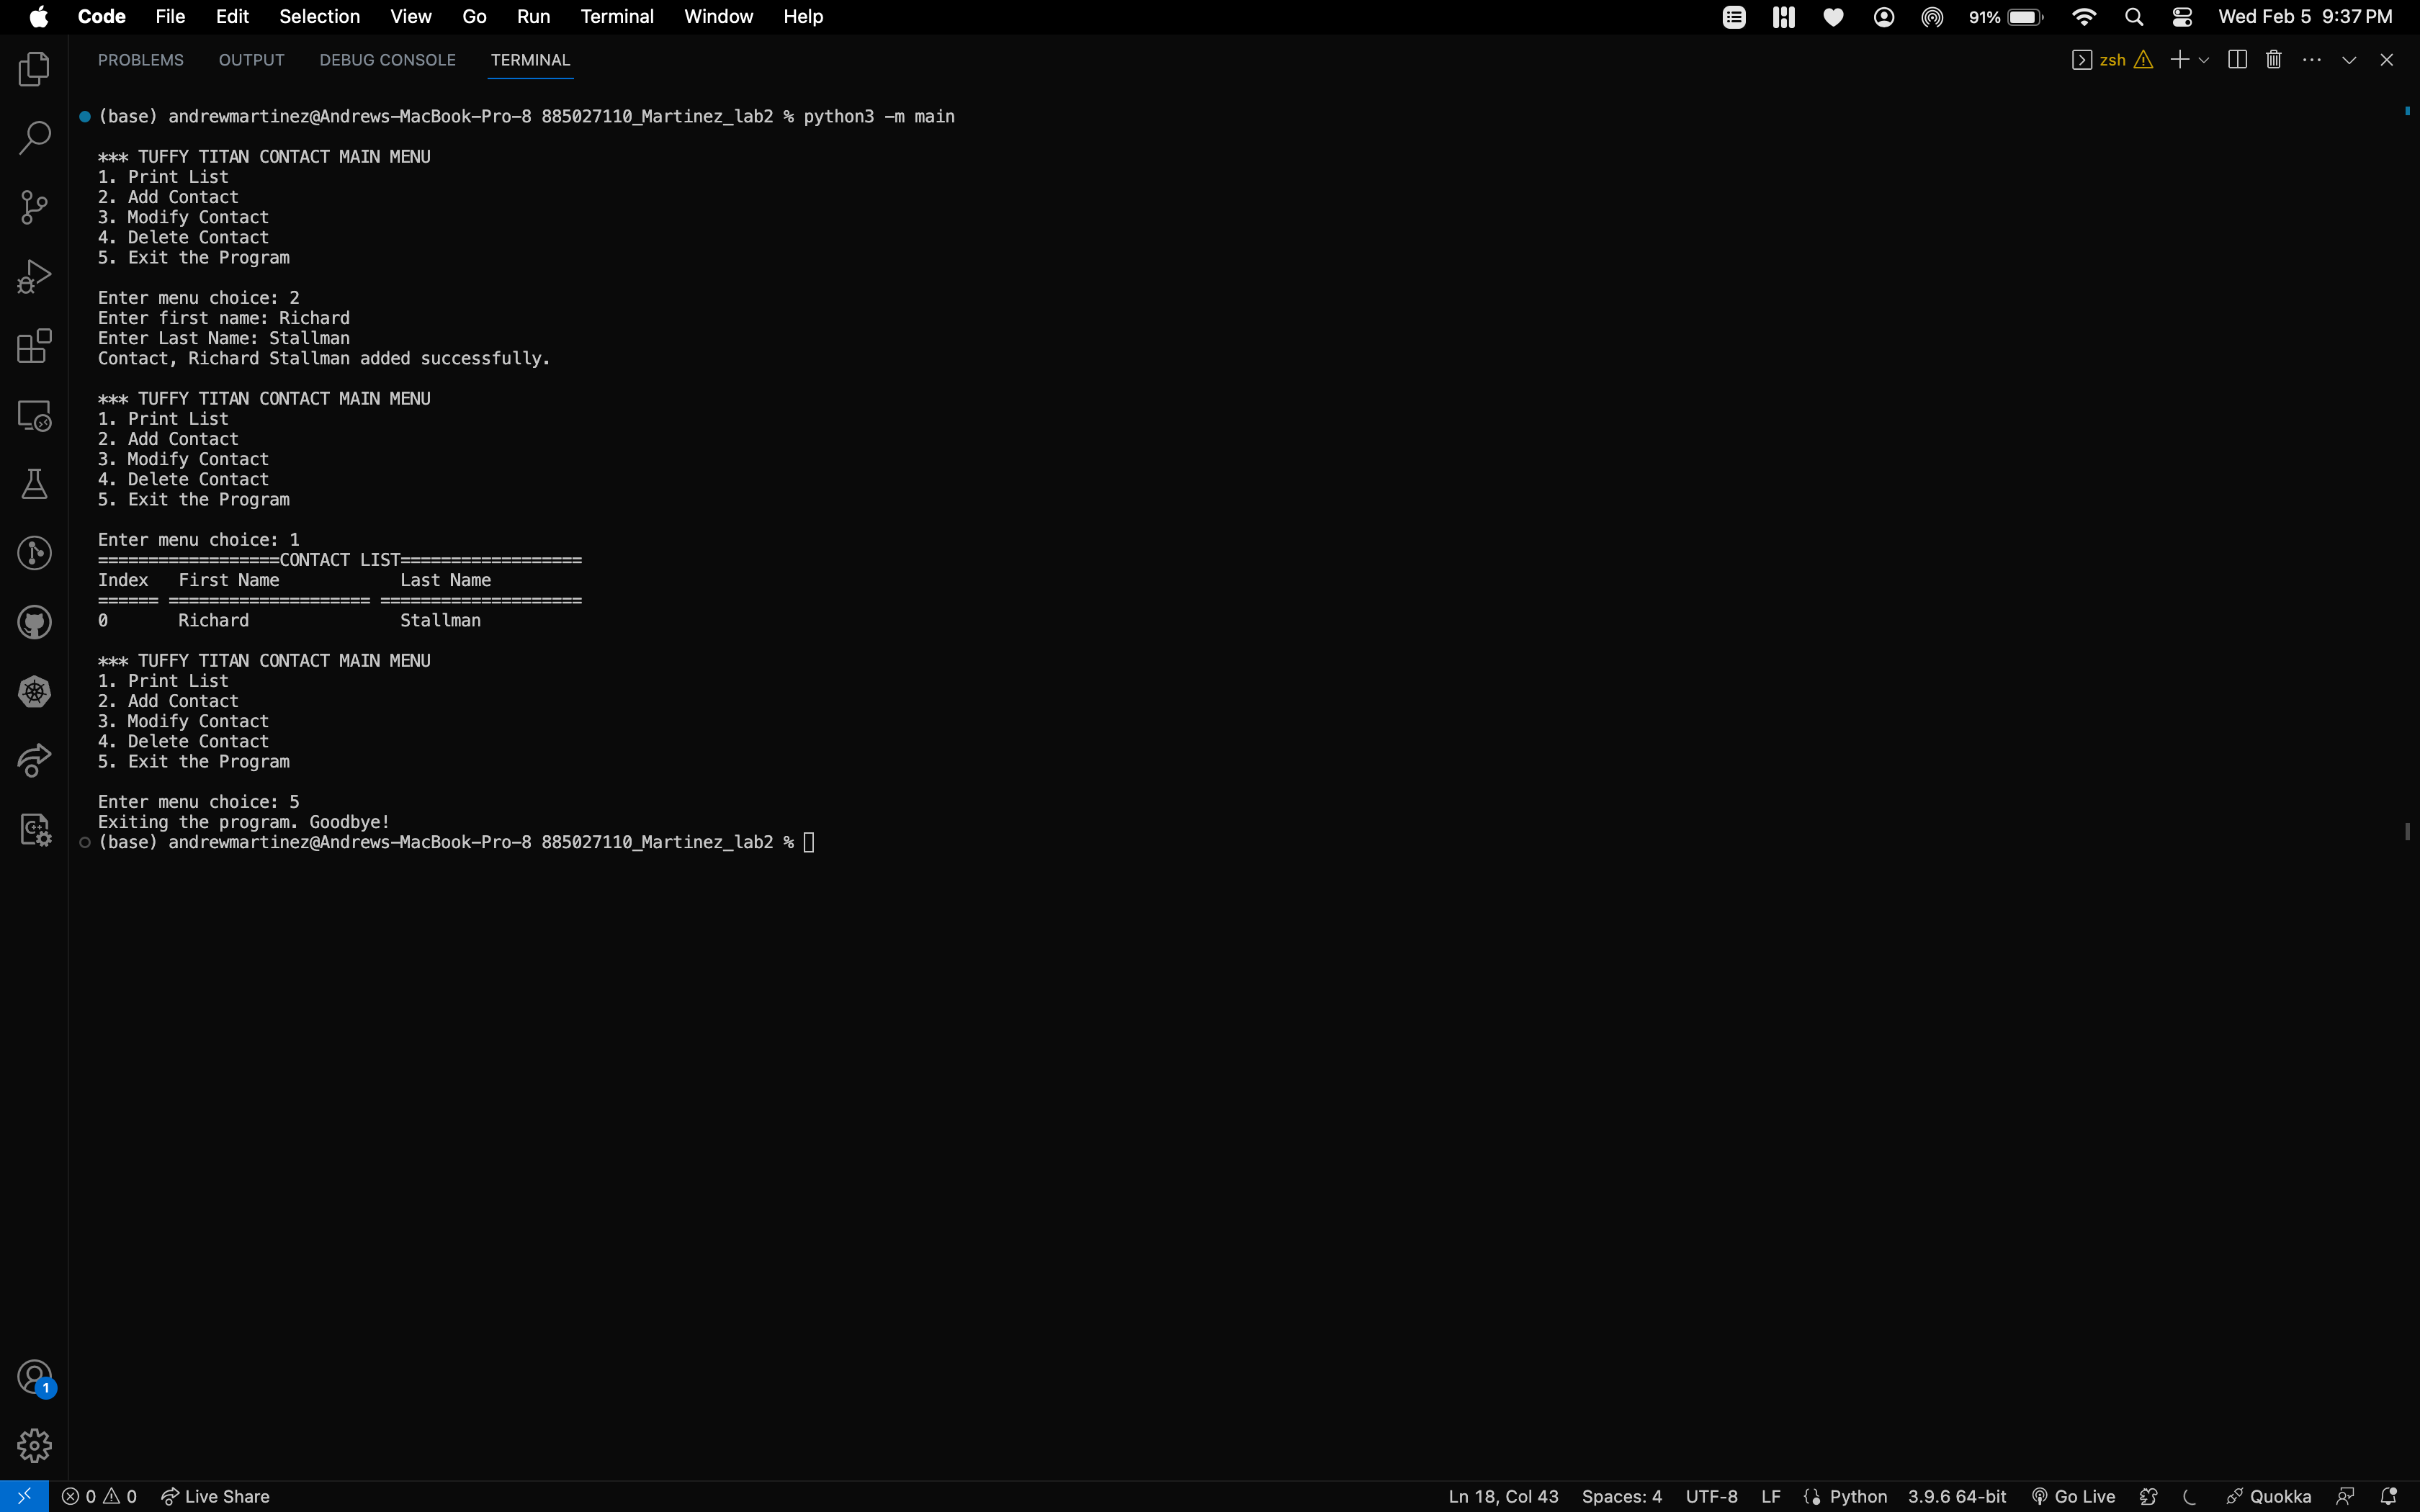 Code File Edit Selection View Go Run Terminal Window Help 91% Wed Feb 5 9:37 PM
PROBLEMS OUTPUT DEBUG CONSOLE TERMINAL zsh
(base) andrewmartinez@Andrews-MacBook-Pro-8 885027110_Martinez_lab2 % python3 -m main
*** TUFFY TITAN CONTACT MAIN MENU
1. Print List
2. Add Contact
3. Modify Contact
4. Delete Contact
5. Exit the Program
Enter menu choice: 2
Enter first name: Richard
Enter Last Name: Stallman
Contact, Richard Stallman added successfully.
*** TUFFY TITAN CONTACT MAIN MENU
1. Print List
2. Add Contact
3. Modify Contact
4. Delete Contact
5. Exit the Program
Enter menu choice: 1
==================CONTACT LIST==================
Index   First Name            Last Name
====== ==================== ====================
0       Richard               Stallman
*** TUFFY TITAN CONTACT MAIN MENU
1. Print List
2. Add Contact
3. Modify Contact
4. Delete Contact
5. Exit the Program
Enter menu choice: 5
Exiting the program. Goodbye!
(base) andrewmartinez@Andrews-MacBook-Pro-8 885027110_Martinez_lab2 %
1
0 0 Live Share Ln 18, Col 43 Spaces: 4 UTF-8 LF Python 3.9.6 64-bit Go Live Quokka